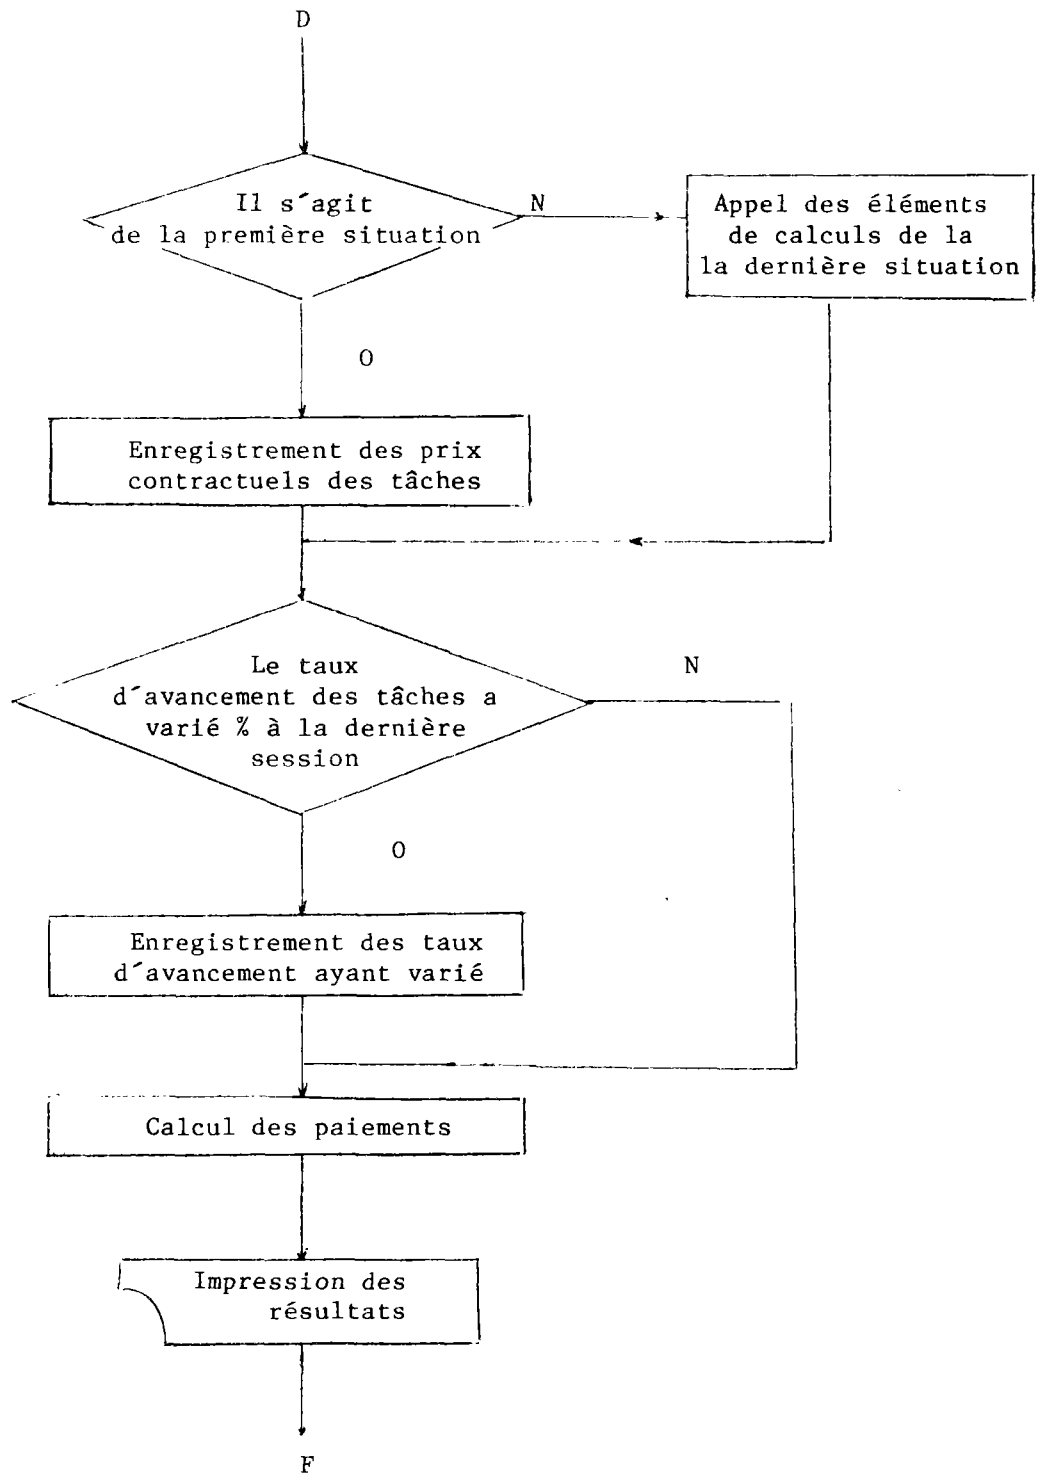 D
Il s´agit
de la première situation
N
Appel des éléments
de calculs de la
la dernière situation
O
Enregistrement des prix
contractuels des tâches
Le taux
d´avancement des tâches a
varié % à la dernière
session
N
O
Enregistrement des taux
d´avancement ayant varié
Calcul des paiements
Impression des
résultats
F